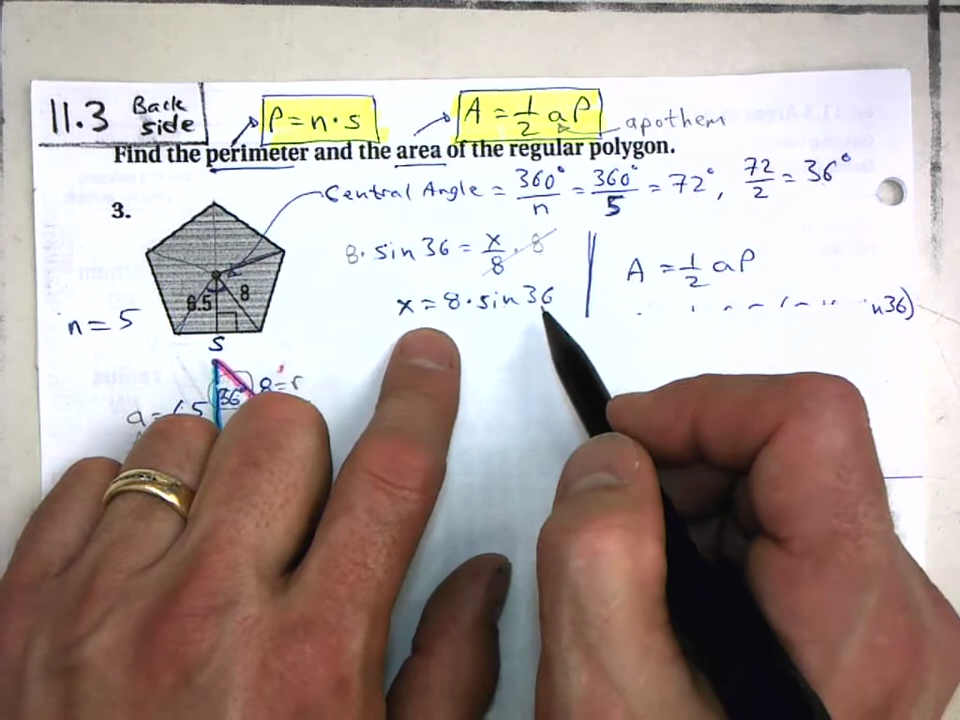 11.3 Back side
P = n · s
A = 1/2 aP
apothem
Find the perimeter and the area of the regular polygon.
Central Angle = 360°/n = 360°/5 = 72°, 72/2 = 36°
3.
8 · sin 36 = x/8 · 8
x = 8 · sin 36
A = 1/2 aP
n36)
6.5
8
n = 5
s
36°
8 = r